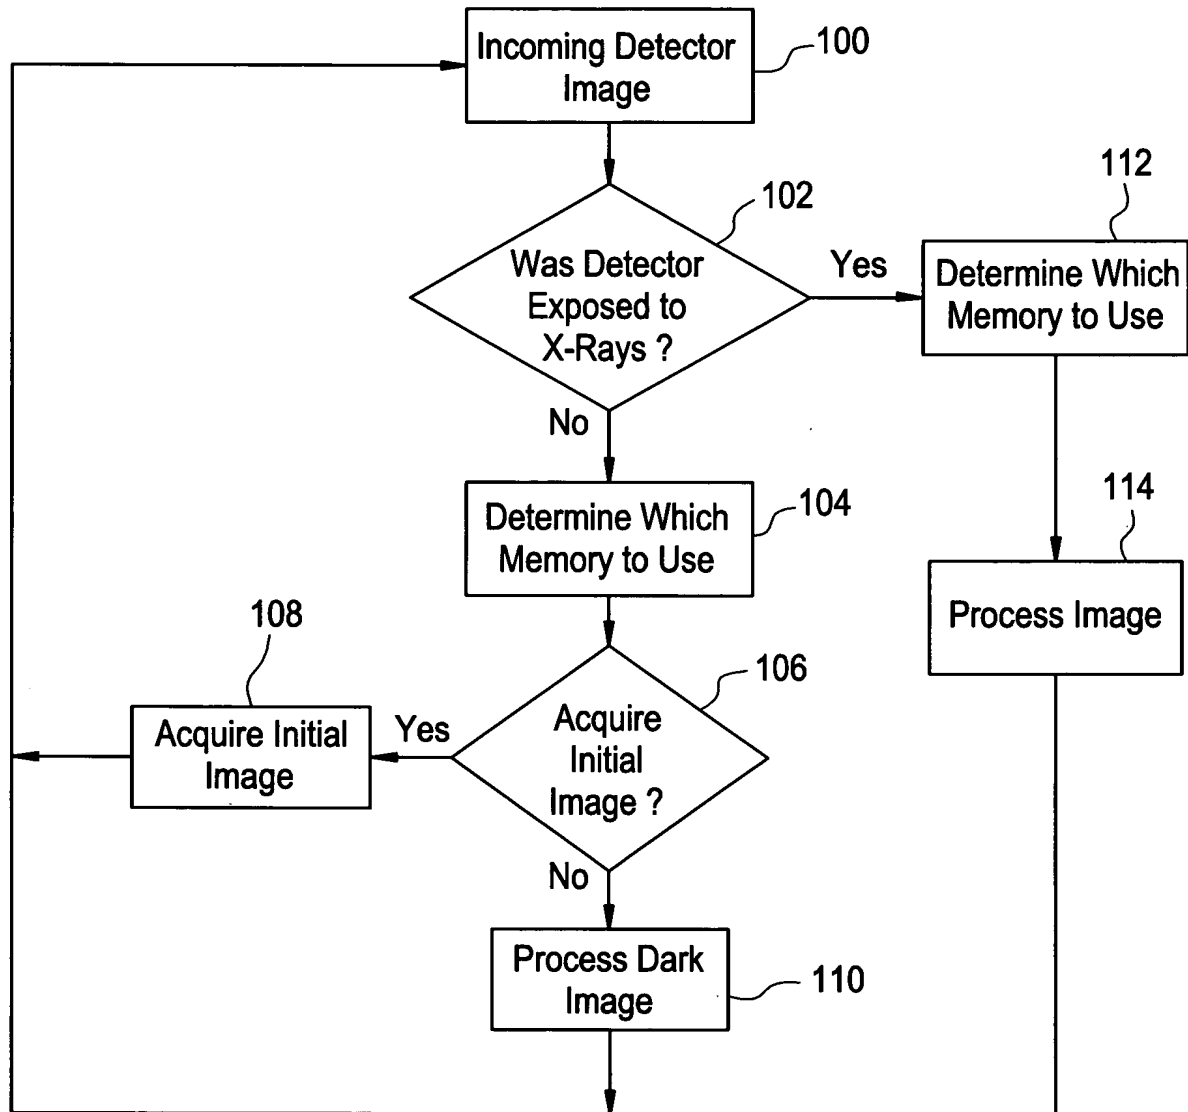 Incoming Detector
Image
100
Was Detector
Exposed to
X-Rays ?
102
Yes
No
112
Determine Which
Memory to Use
Determine Which
Memory to Use
104
114
Process Image
108
Acquire Initial
Image
Yes
Acquire
Initial
Image ?
106
No
Process Dark
Image
110